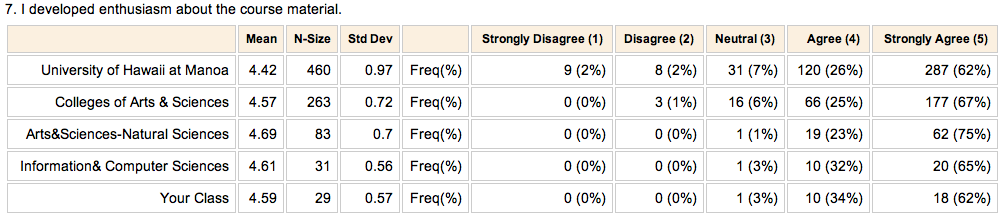 7. I developed enthusiasm about the course material.
Mean N-Size Std Dev Strongly Disagree (1) Disagree (2) Neutral (3) Agree (4) Strongly Agree (5)
University of Hawaii at Manoa 4.42 460 0.97 Freq(%) 9 (2%) 8 (2%) 31 (7%) 120 (26%) 287 (62%)
Colleges of Arts & Sciences 4.57 263 0.72 Freq(%) 0 (0%) 3 (1%) 16 (6%) 66 (25%) 177 (67%)
Arts&Sciences-Natural Sciences 4.69 83 0.7 Freq(%) 0 (0%) 0 (0%) 1 (1%) 19 (23%) 62 (75%)
Information& Computer Sciences 4.61 31 0.56 Freq(%) 0 (0%) 0 (0%) 1 (3%) 10 (32%) 20 (65%)
Your Class 4.59 29 0.57 Freq(%) 0 (0%) 0 (0%) 1 (3%) 10 (34%) 18 (62%)